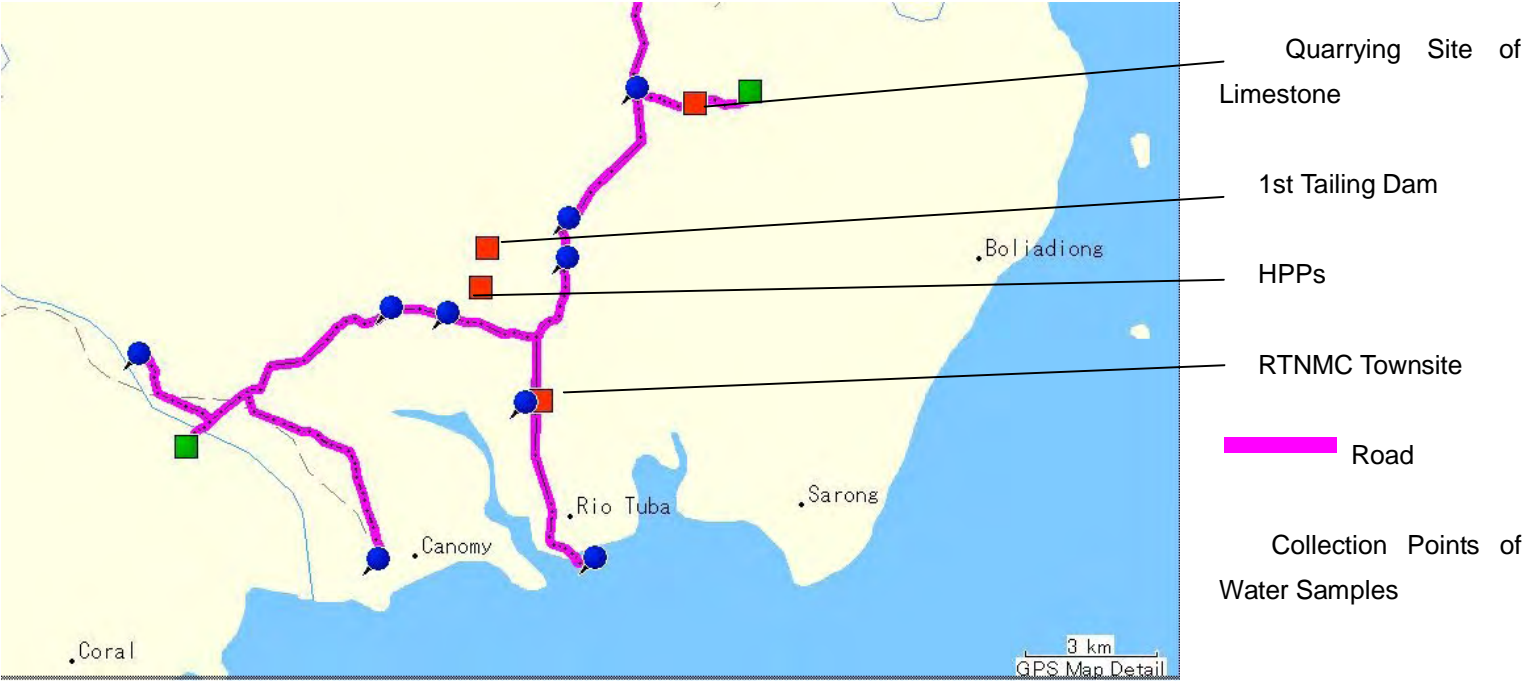 Quarrying Site of
Limestone
1st Tailing Dam
Boliadiong
HPPs
RTNMC Townsite
Road
Sarong
Rio Tuba
Canomy
Collection Points of
Water Samples
Coral
3 km
GPS Map Detail